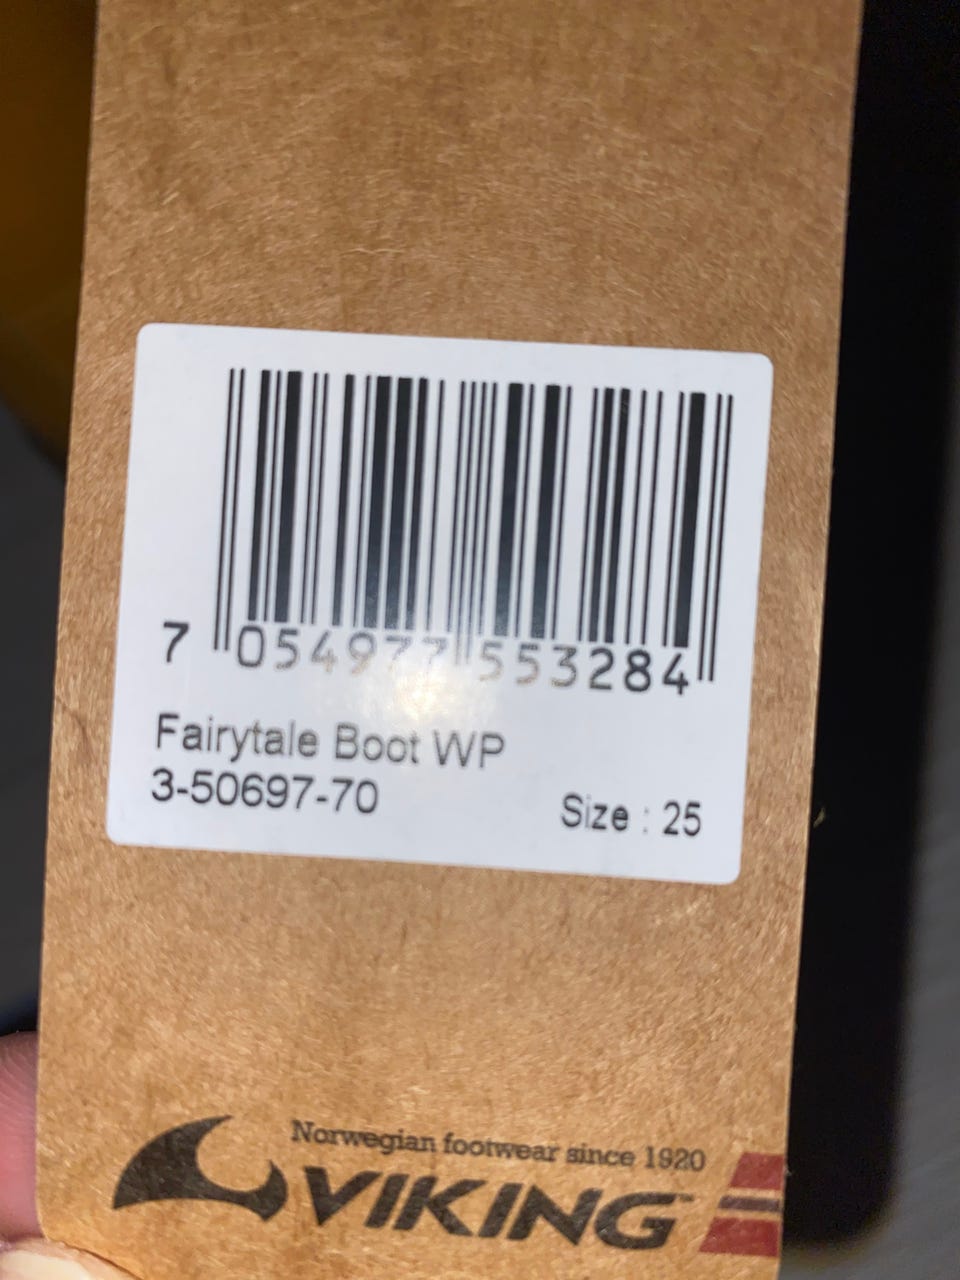 7 054977 553284
Fairytale Boot WP
3-50697-70
Size : 25
Norwegian footwear since 1920
VIKING